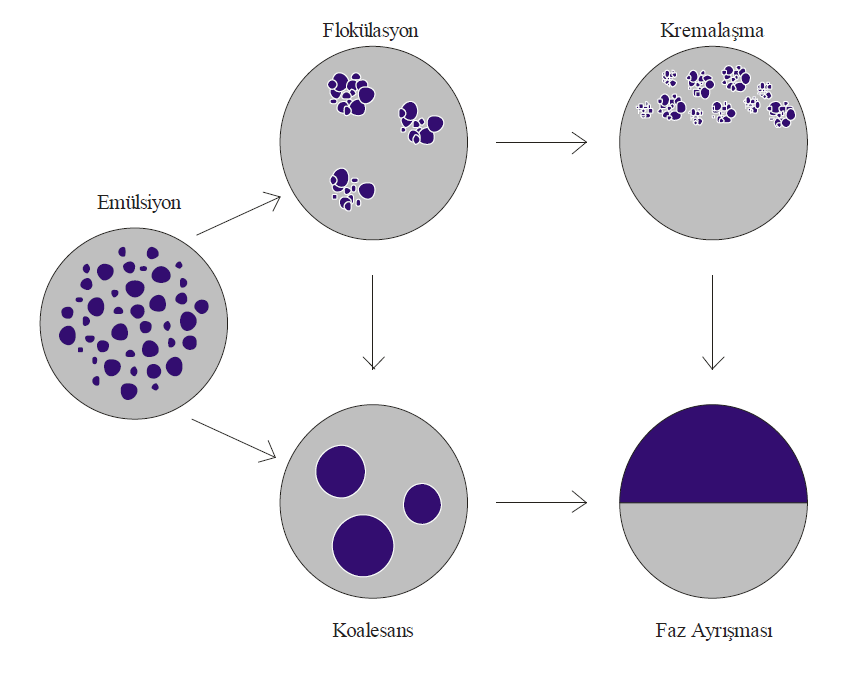 Flokülasyon
Kremalaşma
Emülsiyon
Koalesans
Faz Ayrışması